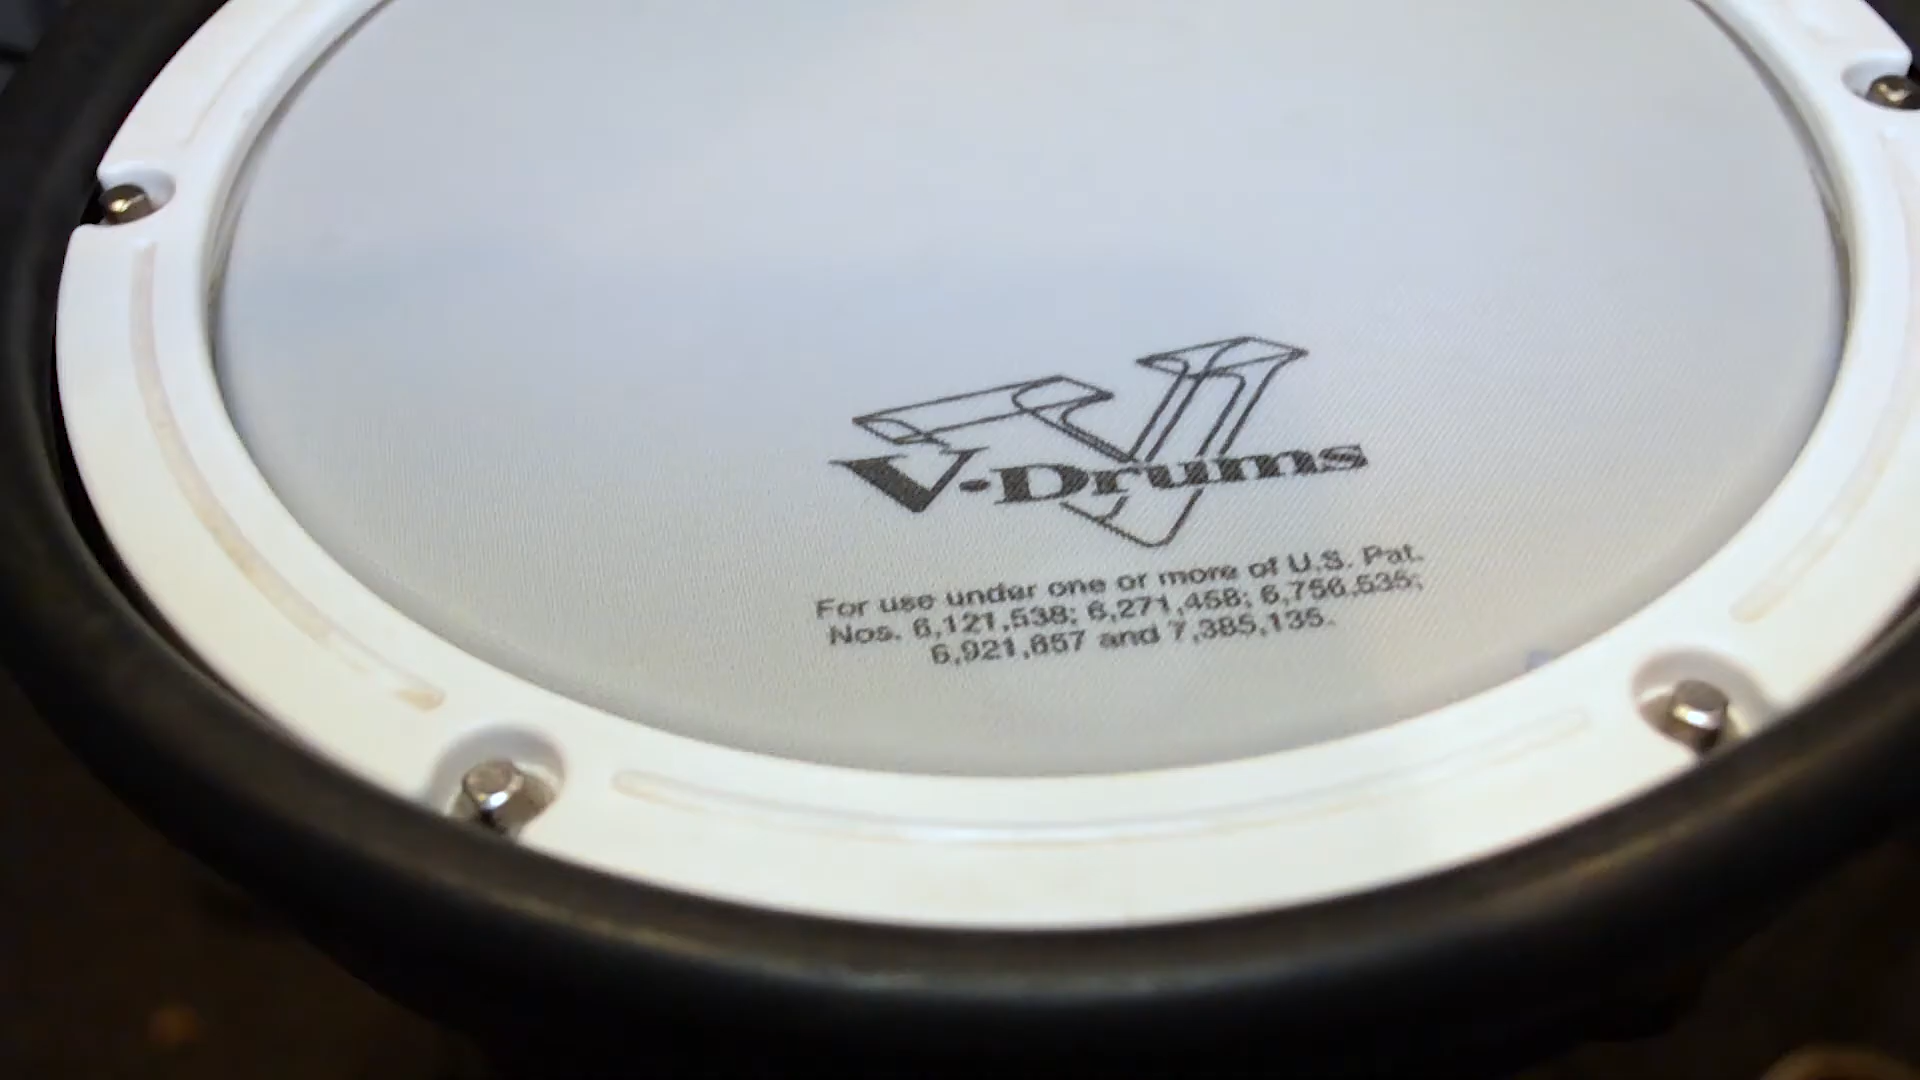 V-Drums
For use under one or more of U.S. Pat.
Nos. 6,121,538; 6,271,458; 6,756,535;
6,921,857 and 7,385,135.